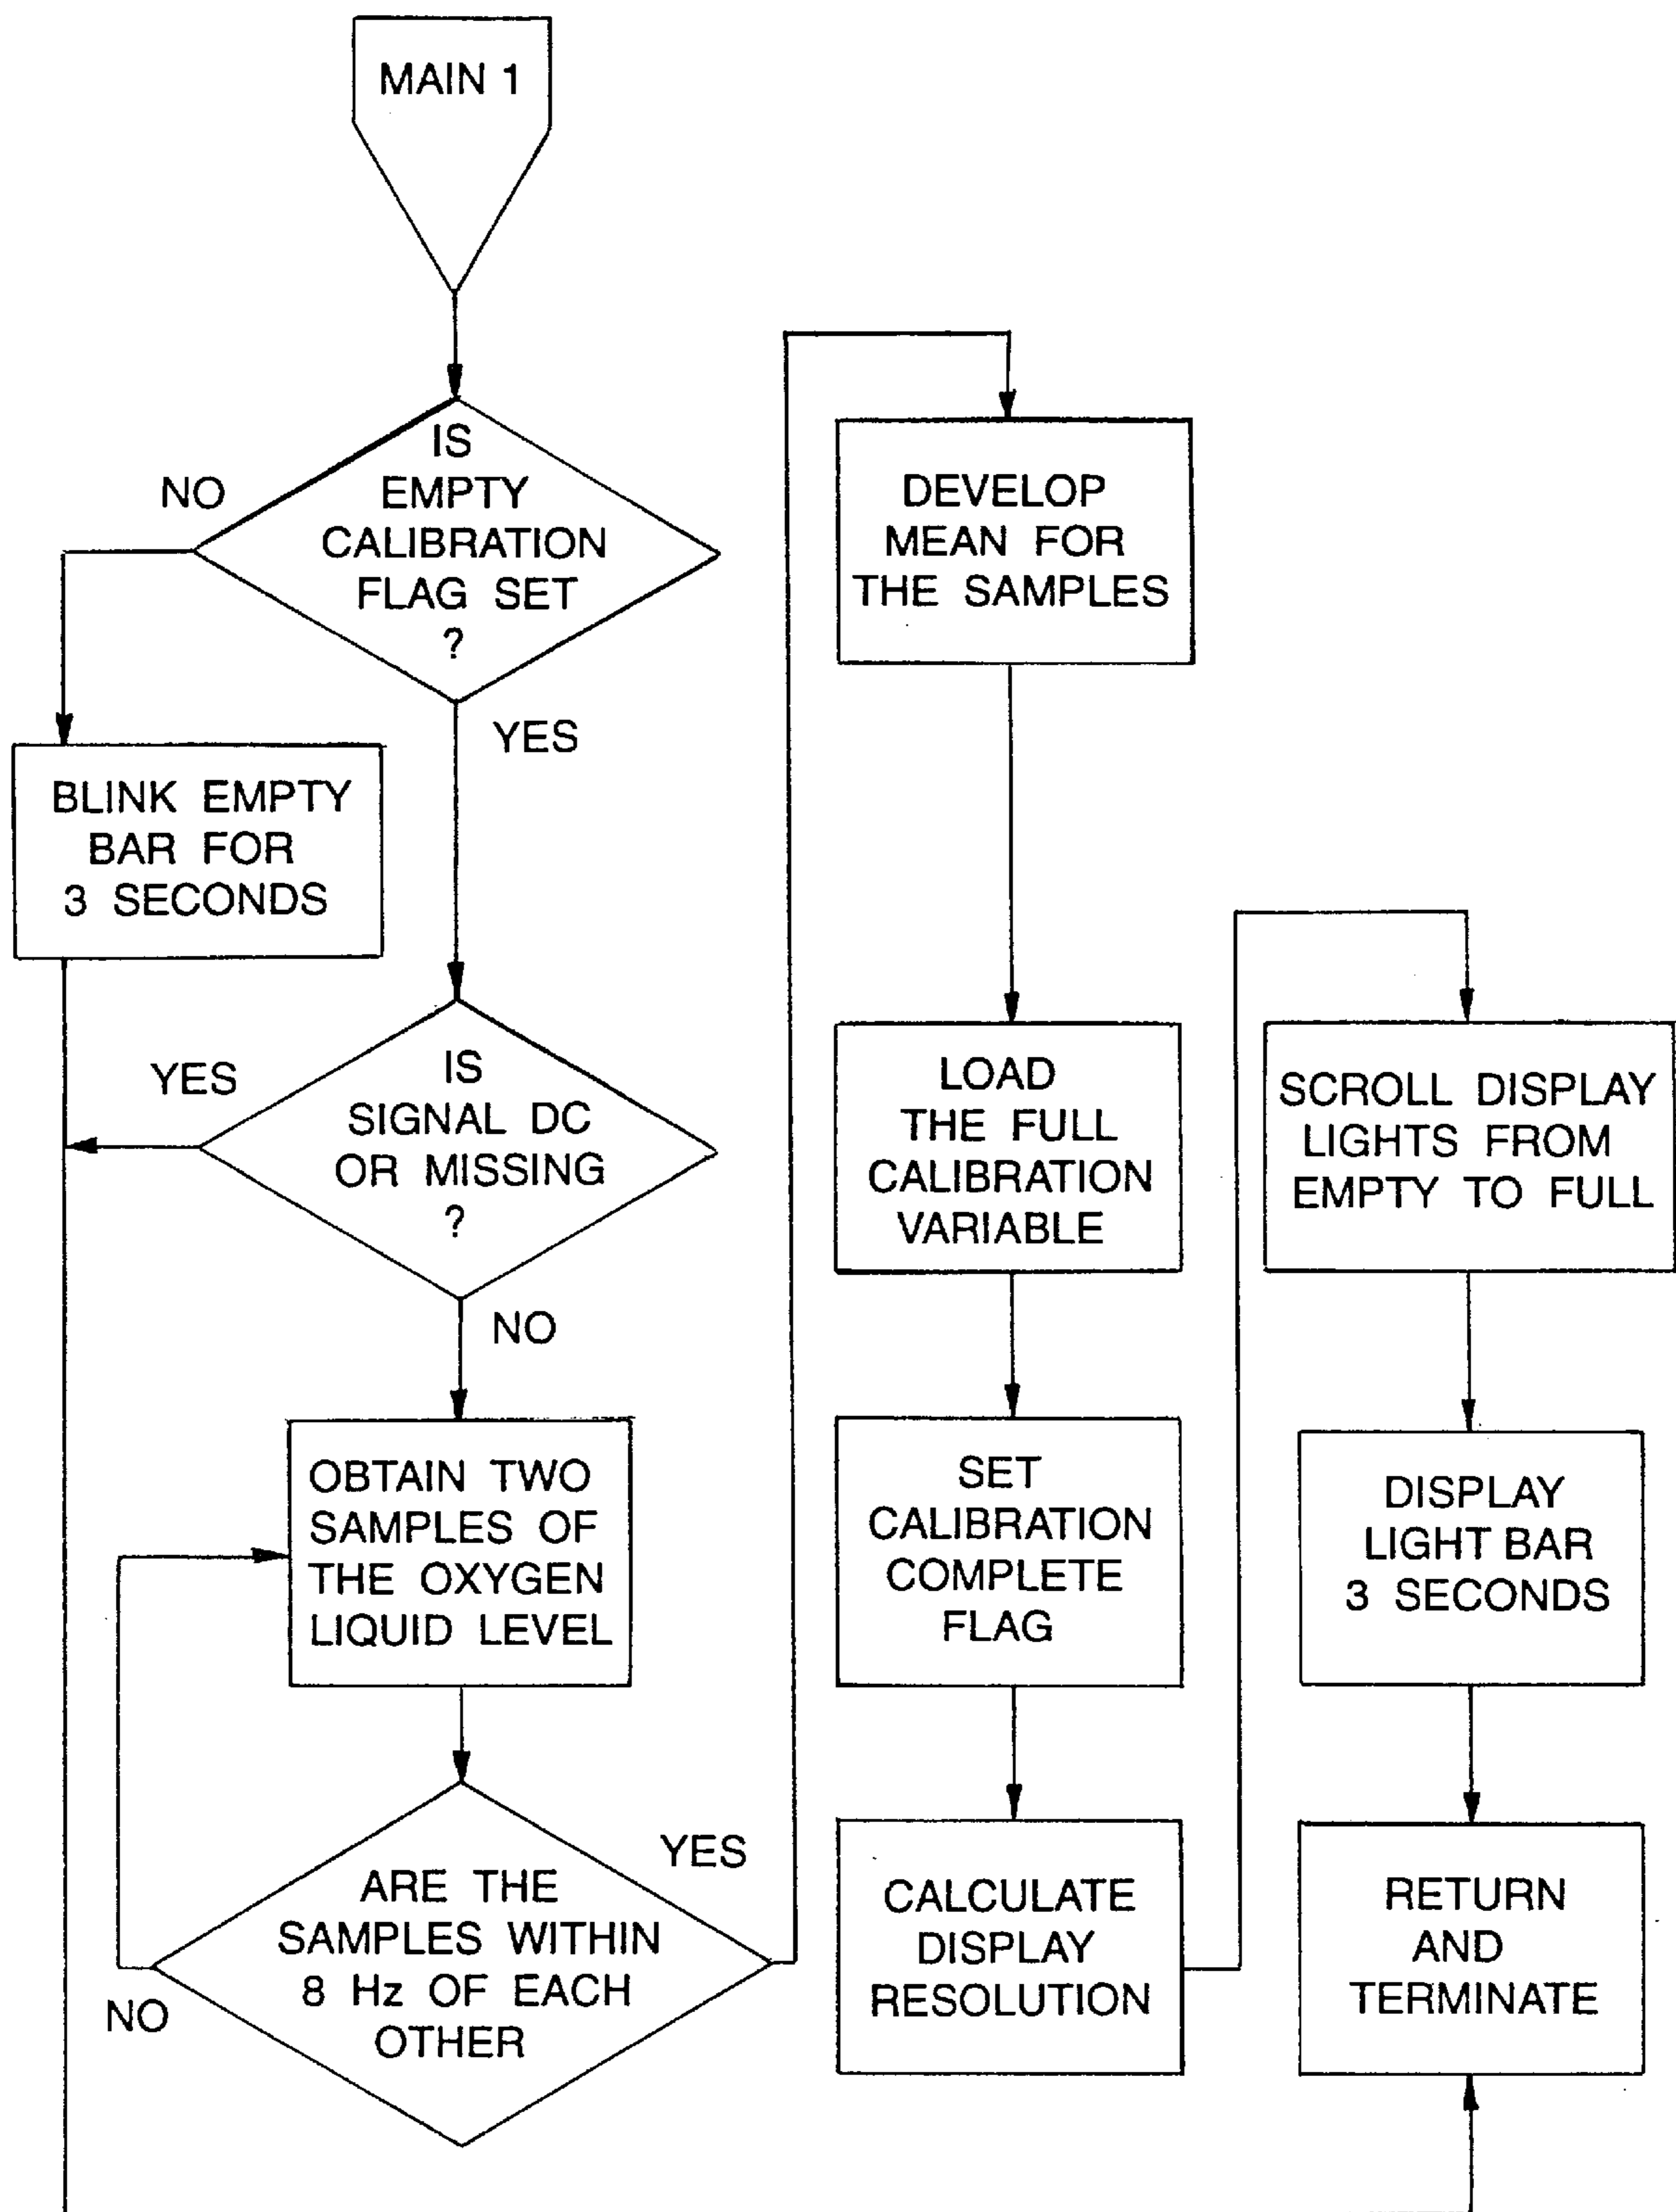 MAIN 1
IS
EMPTY
CALIBRATION
FLAG SET
?
NO
YES
BLINK EMPTY
BAR FOR
3 SECONDS
IS
SIGNAL DC
OR MISSING
?
YES
NO
OBTAIN TWO
SAMPLES OF
THE OXYGEN
LIQUID LEVEL
ARE THE
SAMPLES WITHIN
8 Hz OF EACH
OTHER
YES
NO
DEVELOP
MEAN FOR
THE SAMPLES
LOAD
THE FULL
CALIBRATION
VARIABLE
SET
CALIBRATION
COMPLETE
FLAG
CALCULATE
DISPLAY
RESOLUTION
SCROLL DISPLAY
LIGHTS FROM
EMPTY TO FULL
DISPLAY
LIGHT BAR
3 SECONDS
RETURN
AND
TERMINATE